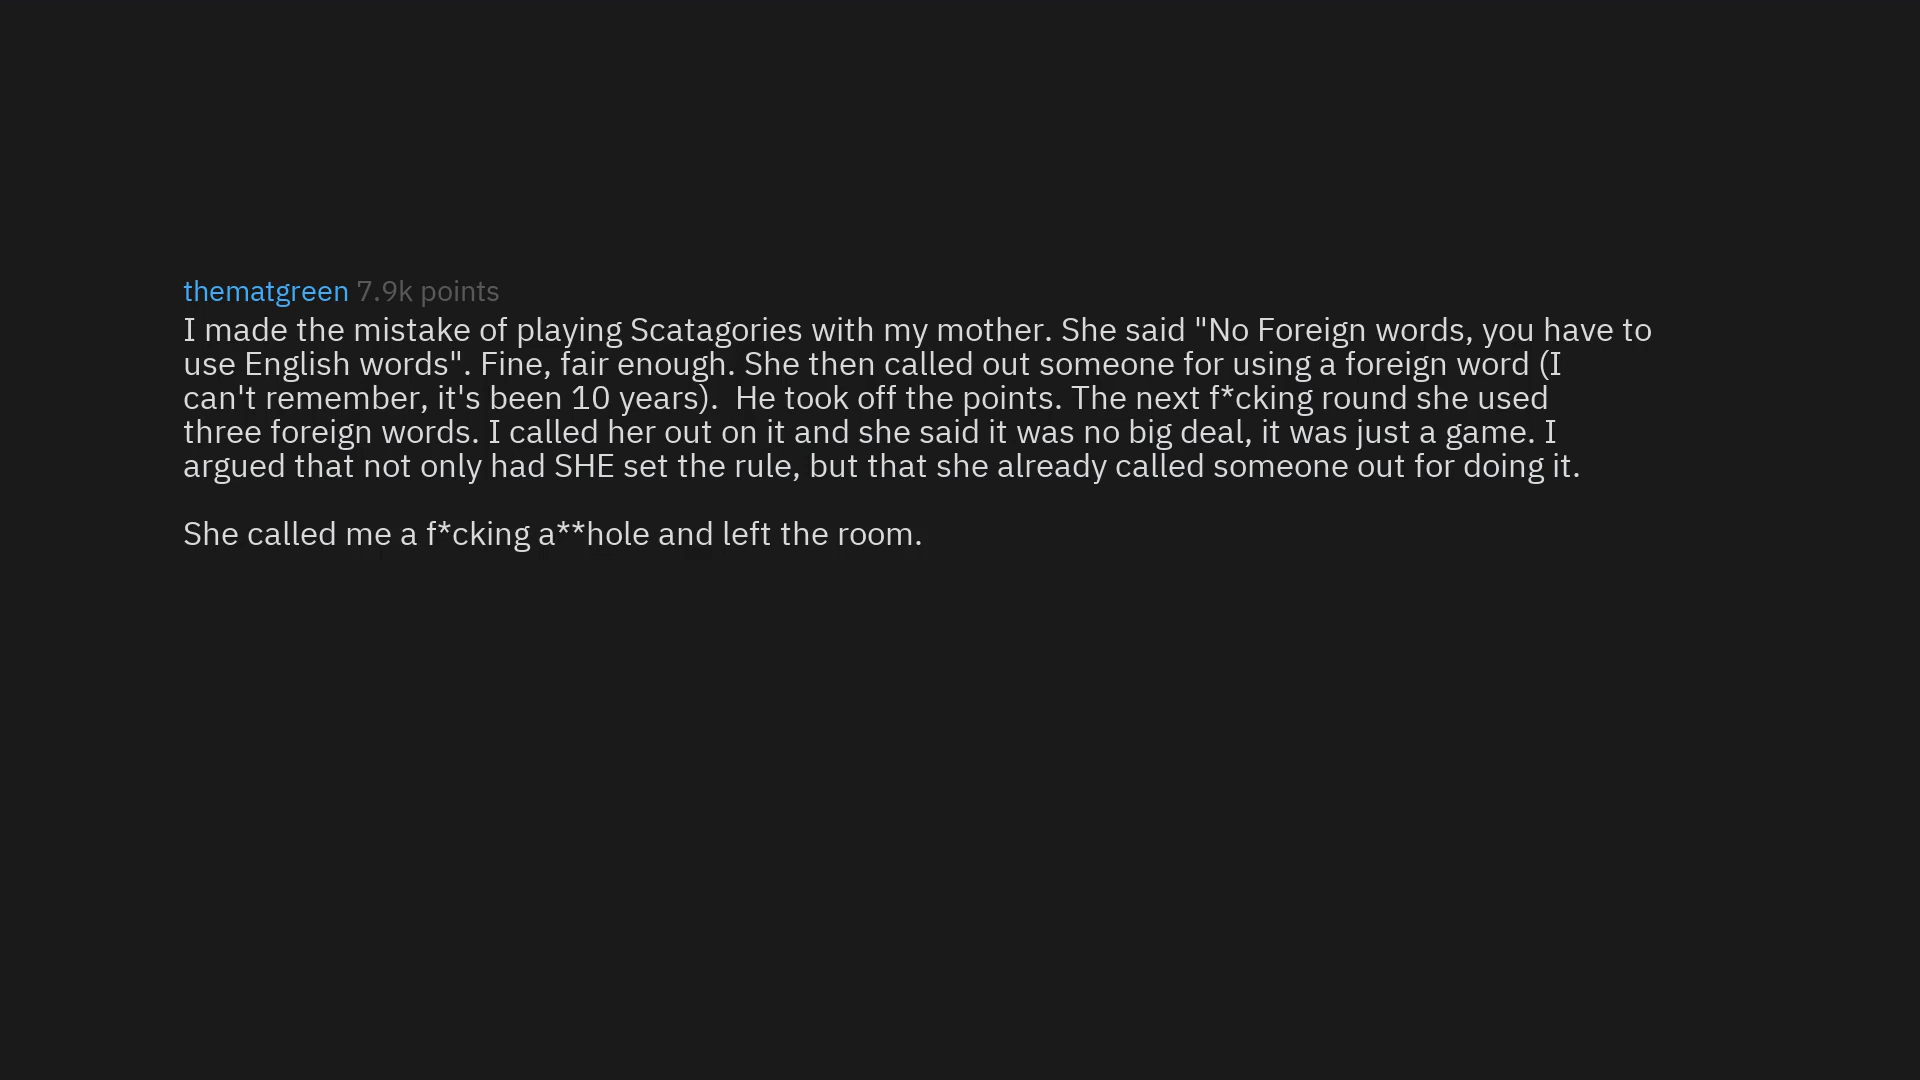 thematgreen 7.9k points
I made the mistake of playing Scatagories with my mother. She said "No Foreign words, you have to
use English words". Fine, fair enough. She then called out someone for using a foreign word (I
can't remember, it's been 10 years).  He took off the points. The next f*cking round she used
three foreign words. I called her out on it and she said it was no big deal, it was just a game. I
argued that not only had SHE set the rule, but that she already called someone out for doing it.
She called me a f*cking a**hole and left the room.